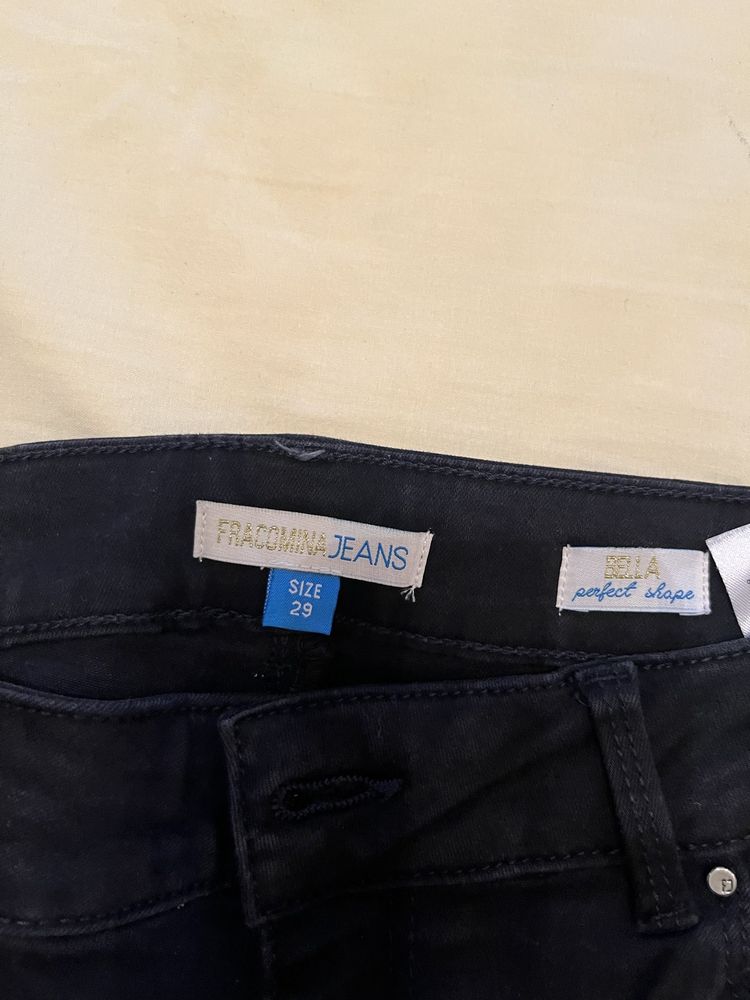 FRACOMINA JEANS
SIZE
29
BELLA
perfect shape